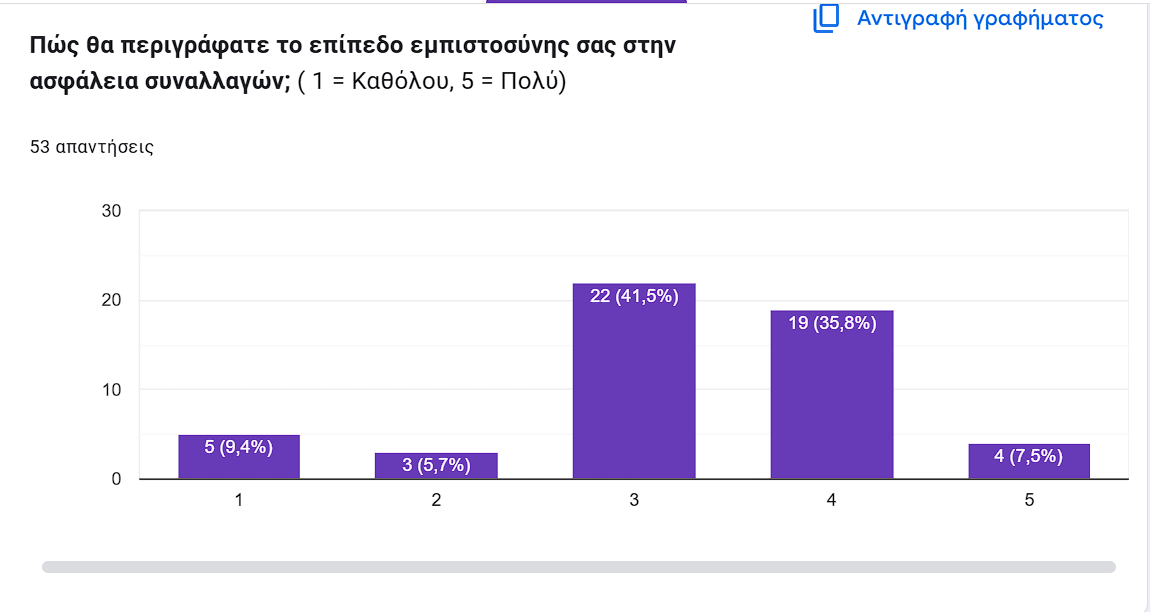 Αντιγραφή γραφήματος
Πώς θα περιγράφατε το επίπεδο εμπιστοσύνης σας στην
ασφάλεια συναλλαγών; ( 1 = Καθόλου, 5 = Πολύ)
53 απαντήσεις
30
20
10
0
5 (9,4%)
3 (5,7%)
22 (41,5%)
19 (35,8%)
4 (7,5%)
1 2 3 4 5